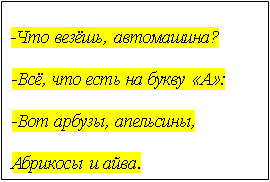 -Что везёшь, автомашина?
-Всё, что есть на букву «А»:
-Вот арбузы, апельсины,
Абрикосы и айва.